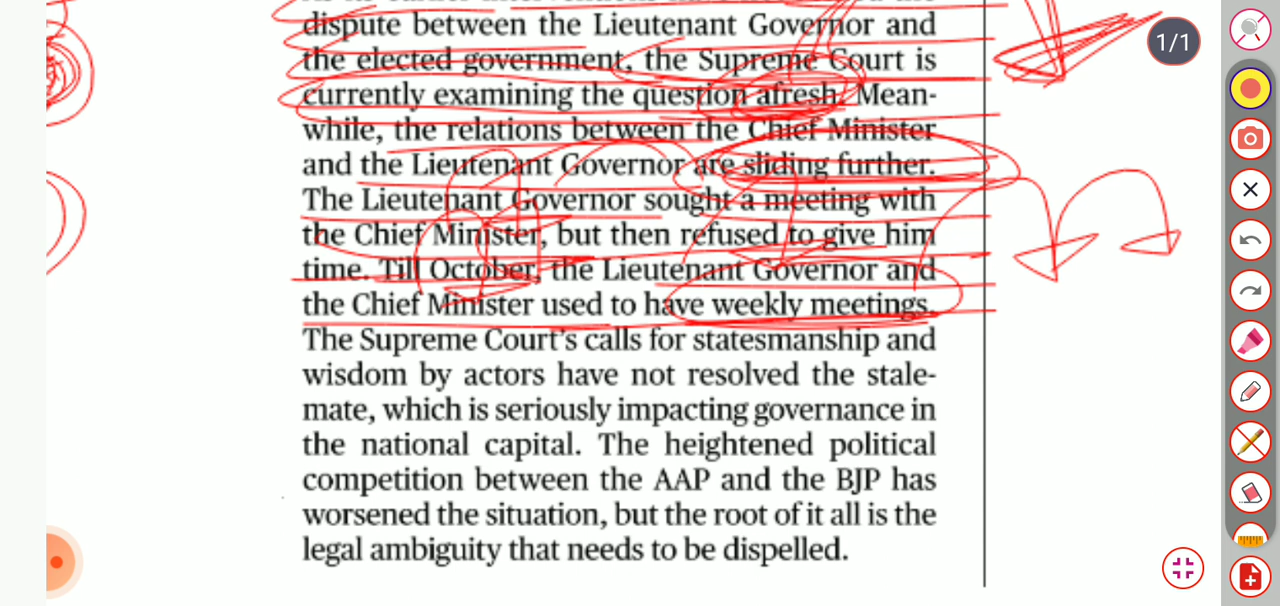 dispute between the Lieutenant Governor and
the elected government, the Supreme Court is
currently examining the question afresh. Mean-
while, the relations between the Chief Minister
and the Lieutenant Governor are sliding further.
The Lieutenant Governor sought a meeting with
the Chief Minister, but then refused to give him
time. Till October, the Lieutenant Governor and
the Chief Minister used to have weekly meetings.
The Supreme Court's calls for statesmanship and
wisdom by actors have not resolved the stale-
mate, which is seriously impacting governance in
the national capital. The heightened political
competition between the AAP and the BJP has
worsened the situation, but the root of it all is the
legal ambiguity that needs to be dispelled.
1/1